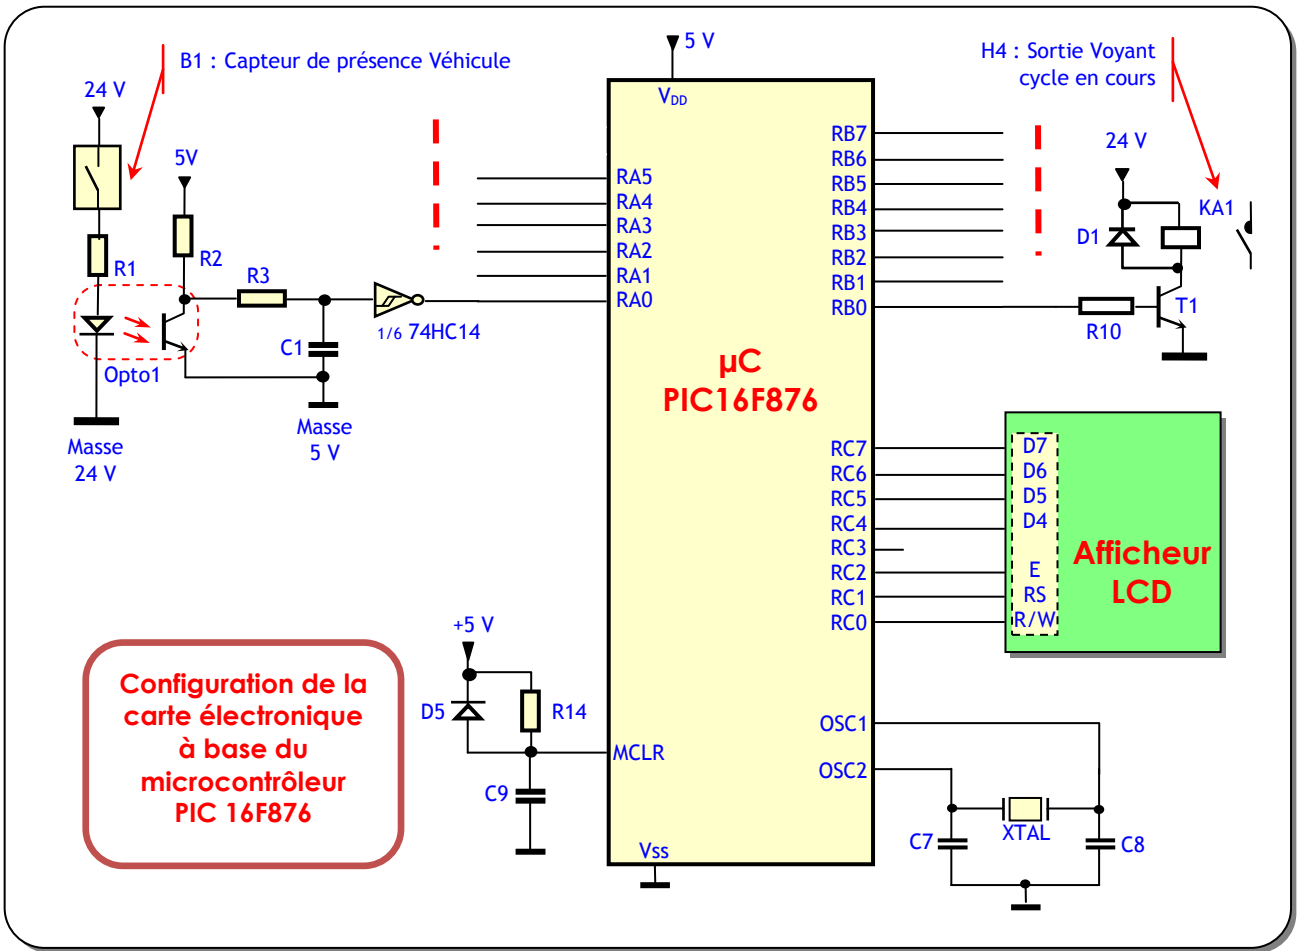 B1 : Capteur de présence Véhicule
24 V
5V
R1
R2
R3
C1
1/6 74HC14
Opto1
Masse
24 V
Masse
5 V
5 V
VDD
RA5
RA4
RA3
RA2
RA1
RA0
RB7
RB6
RB5
RB4
RB3
RB2
RB1
RB0
µC
PIC16F876
H4 : Sortie Voyant
cycle en cours
24 V
KA1
D1
T1
R10
RC7
RC6
RC5
RC4
RC3
RC2
RC1
RC0
D7
D6
D5
D4
E
RS
R/W
Afficheur
LCD
+5 V
D5
R14
MCLR
C9
OSC1
OSC2
XTAL
C7
C8
Vss
Configuration de la
carte électronique
à base du
microcontrôleur
PIC 16F876